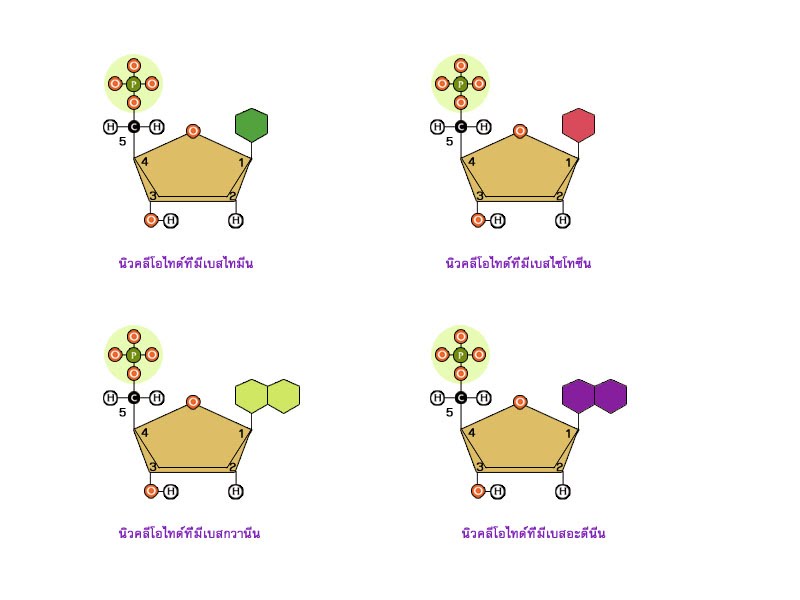 O
O P O
O
H C H
5
O
4 1
3 2
O H H
นิวคลีโอไทด์ที่มีเบสไทมีน
O
O P O
O
H C H
5
O
4 1
3 2
O H H
นิวคลีโอไทด์ที่มีเบสไซโทซีน
O
O P O
O
H C H
5
O
4 1
3 2
O H H
นิวคลีโอไทด์ที่มีเบสกวานีน
O
O P O
O
H C H
5
O
4 1
3 2
O H H
นิวคลีโอไทด์ที่มีเบสอะดีนีน